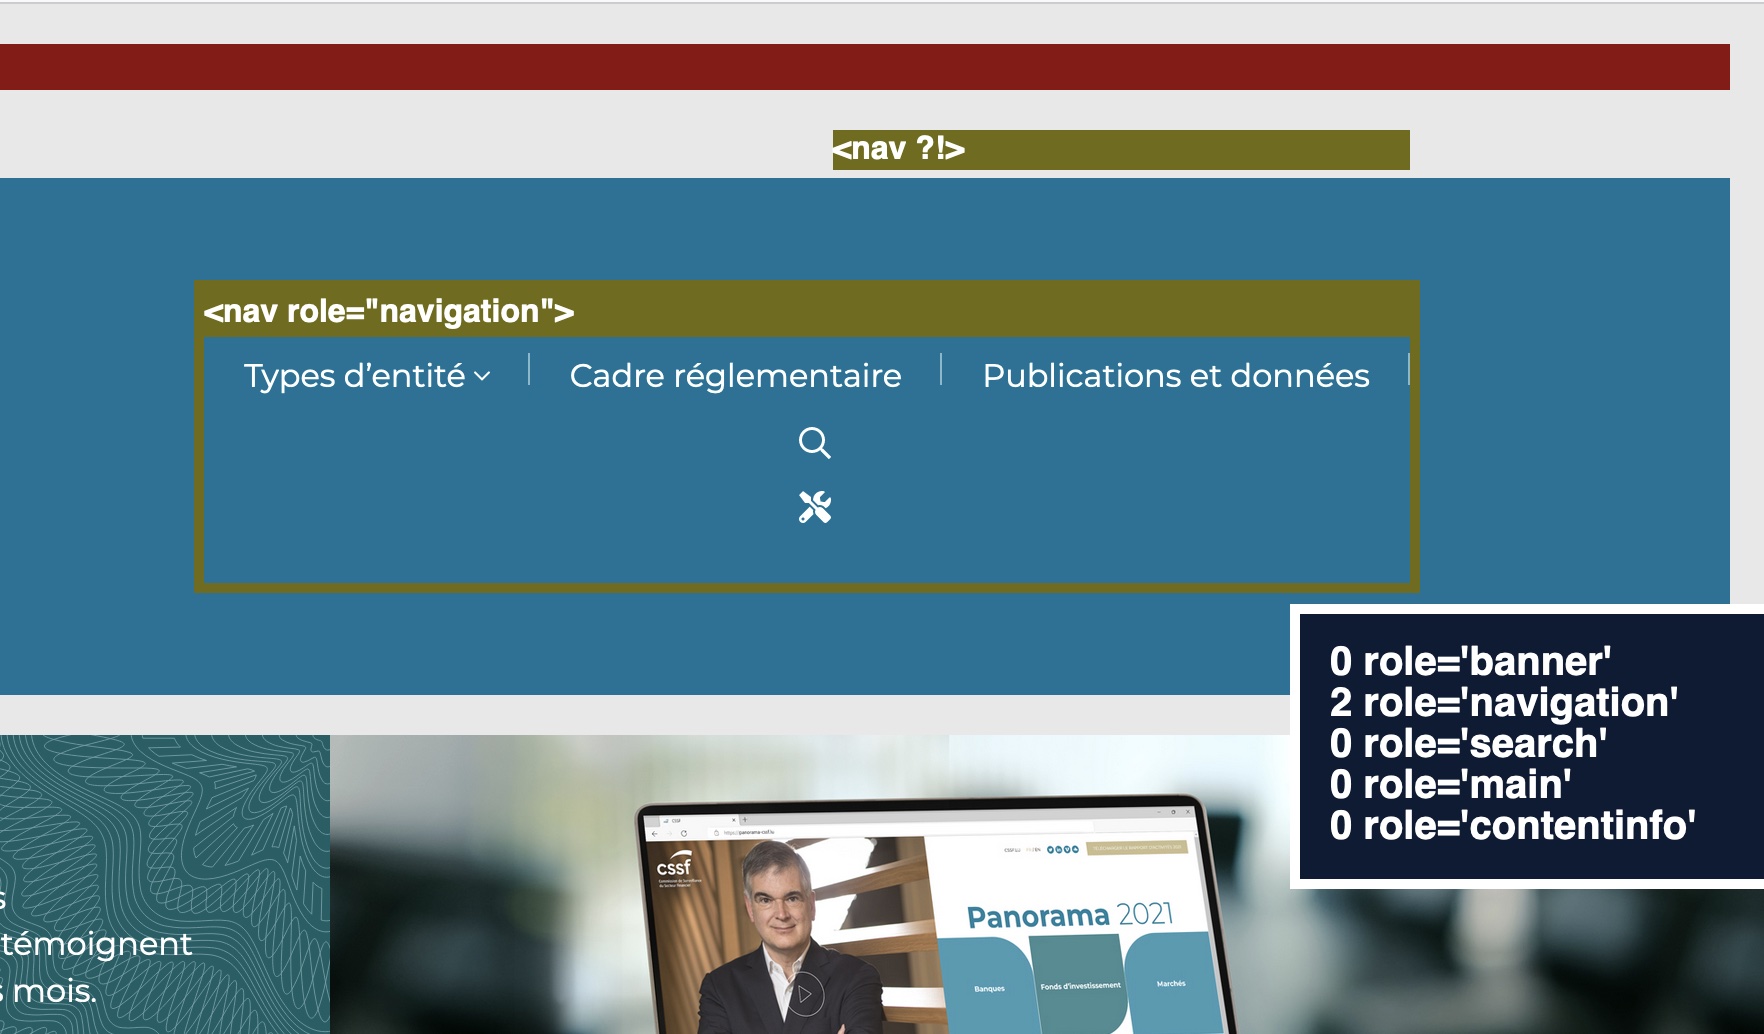 <nav ?!>
<nav role="navigation">
Types d’entité
Cadre réglementaire
Publications et données
0 role='banner'
2 role='navigation'
0 role='search'
0 role='main'
0 role='contentinfo'
s
témoignent
s mois.
cssf
Panorama 2021
Banques
Fonds d'investissement
Marchés